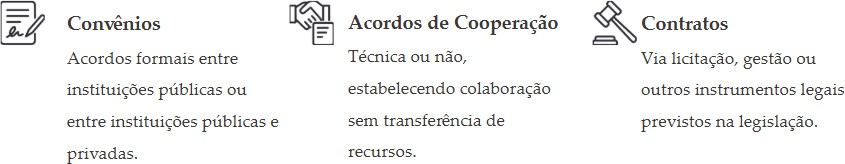 Convênios
Acordos formais entre
instituições públicas ou
entre instituições públicas e
privadas.
Acordos de Cooperação
Técnica ou não,
estabelecendo colaboração
sem transferência de
recursos.
Contratos
Via licitação, gestão ou
outros instrumentos legais
previstos na legislação.